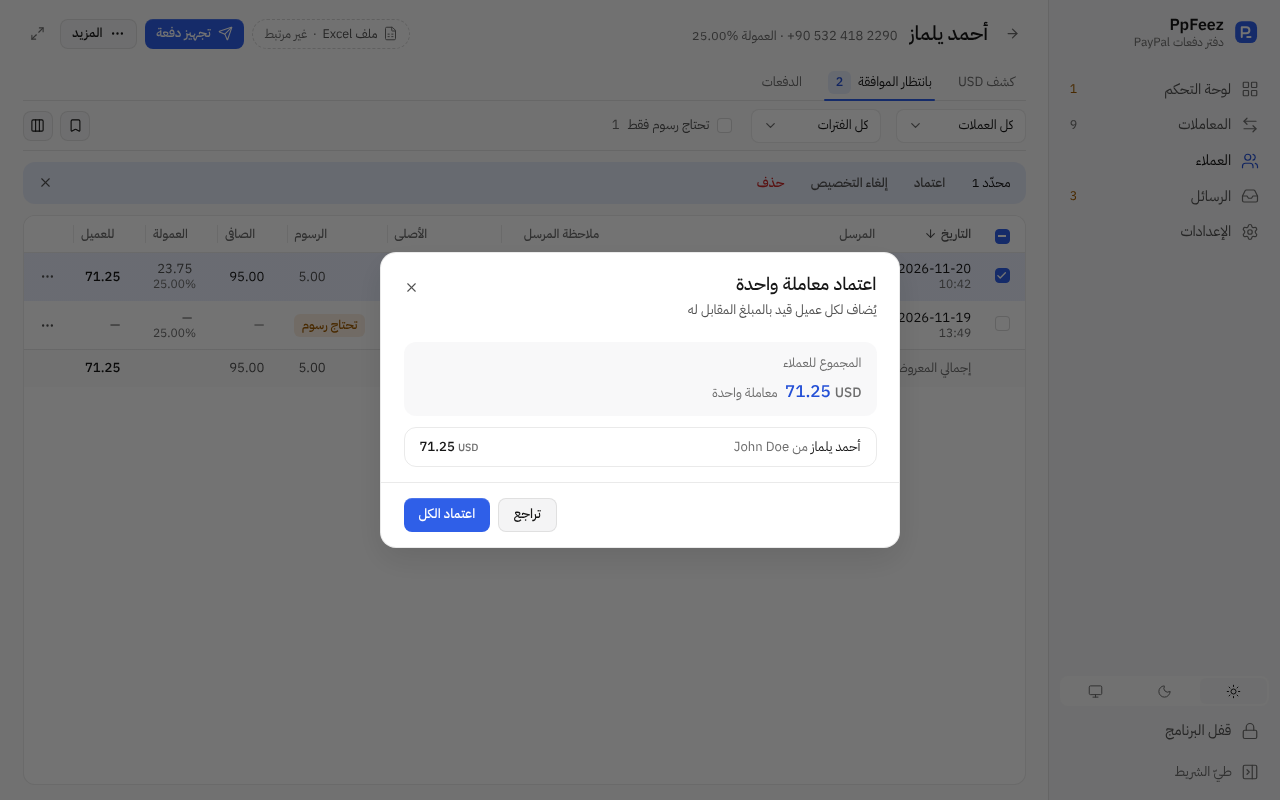 PpFeez
دفتر دفعات PayPal
لوحة التحكم 1
المعاملات 9
العملاء
الرسائل 3
الإعدادات
قفل البرنامج
طيّ الشريط
أحمد يلماز +90 532 418 2290 · العمولة 25.00%
ملف Excel · غير مرتبط
تجهيز دفعة
المزيد
كشف USD
بانتظار الموافقة 2
الدفعات
كل العملات
كل الفترات
تحتاج رسوم فقط 1
1 محدّد
اعتماد
إلغاء التخصيص
حذف
التاريخ المرسل ملاحظة المرسل الأصلي الرسوم الصافي العمولة للعميل
2026-11-20 5.00 95.00 23.75 71.25
10:42 25.00%
2026-11-19 تحتاج رسوم — — —
13:49 25.00%
إجمالي المعروض 5.00 95.00 71.25
اعتماد معاملة واحدة
يُضاف لكل عميل قيد بالمبلغ المقابل له
المجموع للعملاء
71.25 USD معاملة واحدة
أحمد يلماز من John Doe 71.25 USD
تراجع
اعتماد الكل